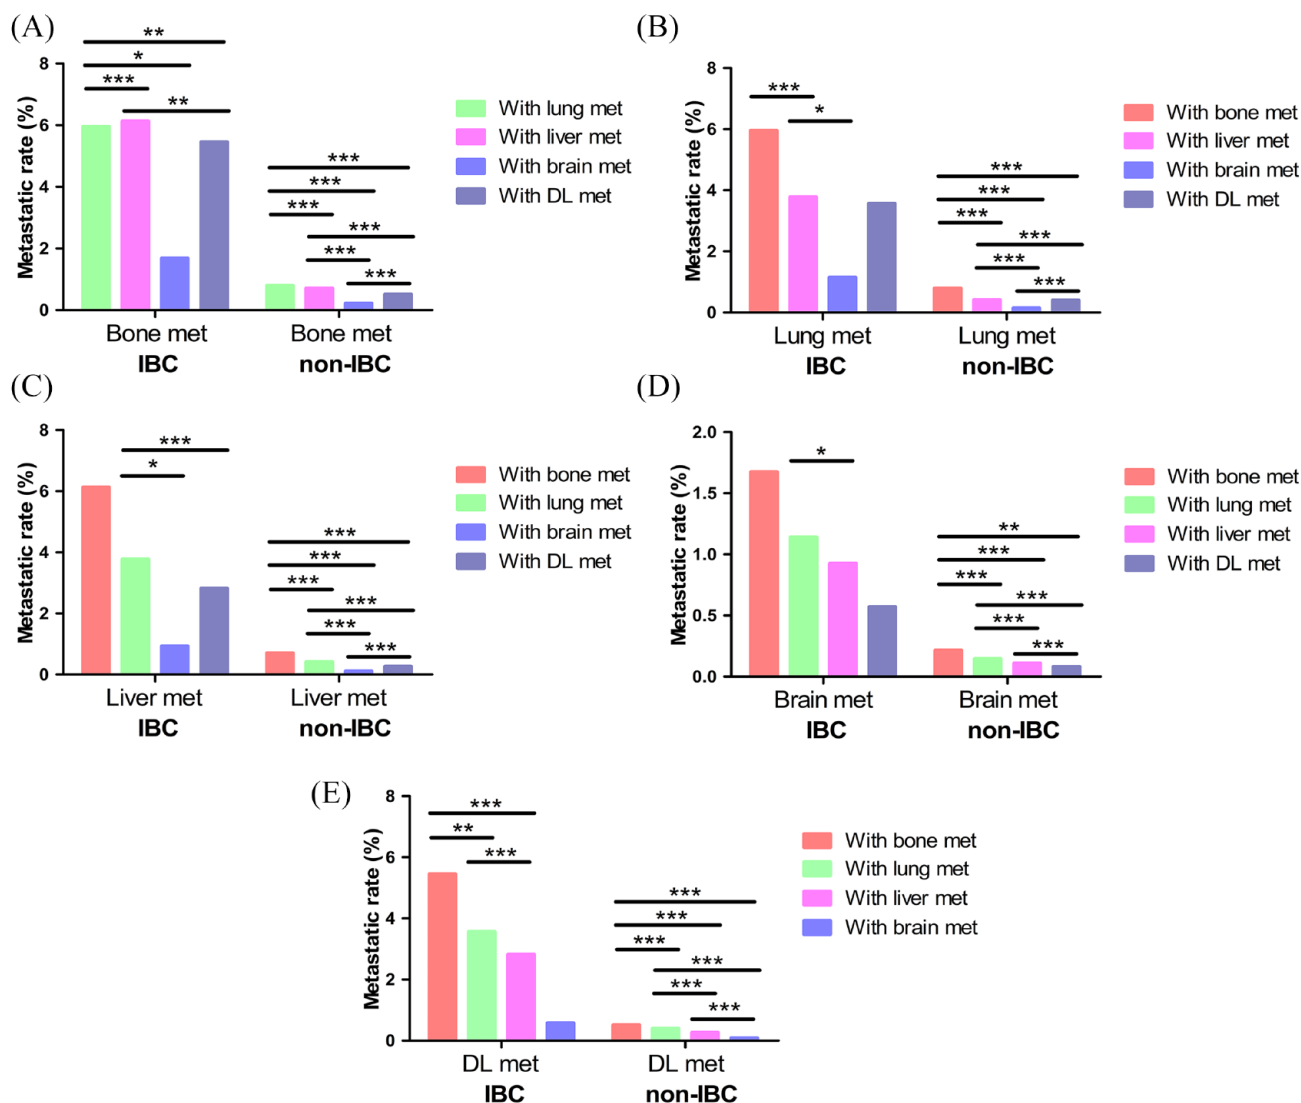 (A)
Metastatic rate (%)
8
6
4
2
0
**
*
***
**
***
***
***
***
***
***
Bone met
IBC
Bone met
non-IBC
With lung met
With liver met
With brain met
With DL met
(B)
Metastatic rate (%)
8
6
4
2
0
***
*
***
***
***
***
***
***
Lung met
IBC
Lung met
non-IBC
With bone met
With liver met
With brain met
With DL met
(C)
Metastatic rate (%)
8
6
4
2
0
***
*
***
***
***
***
***
***
Liver met
IBC
Liver met
non-IBC
With bone met
With lung met
With brain met
With DL met
(D)
Metastatic rate (%)
2.0
1.5
1.0
0.5
0.0
*
**
***
***
***
***
***
Brain met
IBC
Brain met
non-IBC
With bone met
With lung met
With liver met
With DL met
(E)
Metastatic rate (%)
8
6
4
2
0
***
**
***
***
***
***
***
***
***
DL met
IBC
DL met
non-IBC
With bone met
With lung met
With liver met
With brain met